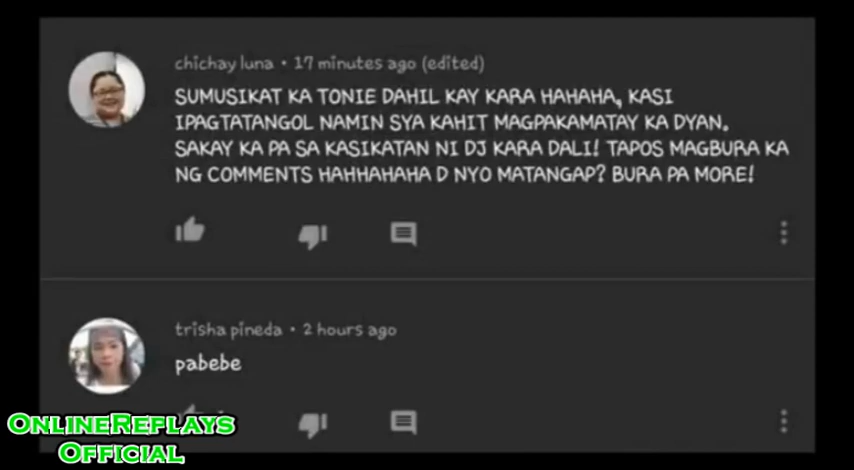 chichay luna • 17 minutes ago (edited)
SUMUSIKAT KA TONIE DAHIL KAY KARA HAHAHA, KASI
IPAGTATANGOL NAMIN SYA KAHIT MAGPAKAMATAY KA DYAN.
SAKAY KA PA SA KASIKATAN NI DJ KARA DALI! TAPOS MAGBURA KA
NG COMMENTS HAHHAHAHA D NYO MATANGAP? BURA PA MORE!
trisha pineda • 2 hours ago
pabebe
OnlineReplays
Official